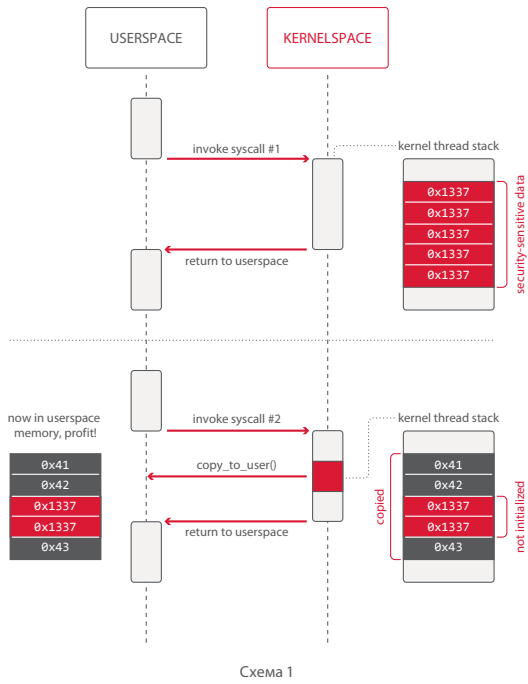 USERSPACE
KERNELSPACE
invoke syscall #1
kernel thread stack
0x1337
0x1337
0x1337
0x1337
0x1337
security-sensitive data
return to userspace
now in userspace
memory, profit!
invoke syscall #2
kernel thread stack
0x41
0x42
0x1337
0x1337
0x43
copy_to_user()
copied
0x41
0x42
0x1337
0x1337
0x43
not initialized
return to userspace
Схема 1